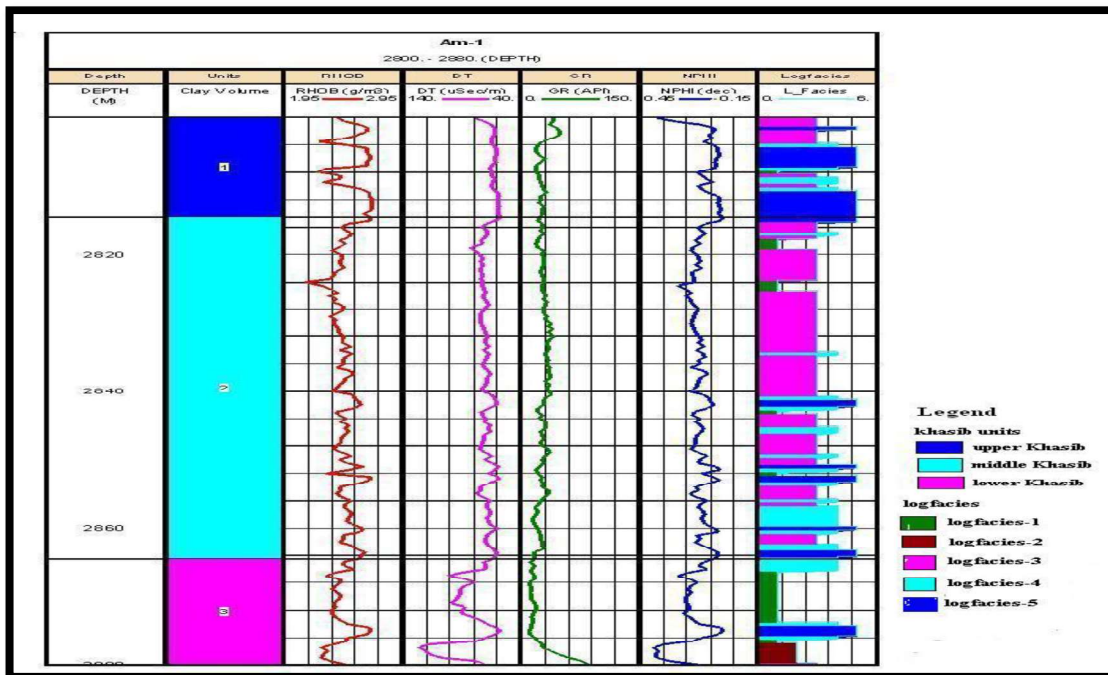 Am-1
2800. - 2880. (DEPTH)
Depth Units RHOB DT GR NPHI Logfacies
DEPTH (M) Clay Volume RHOB (g/m3) DT (uSec/m) GR (API) NPHI (dec) L_Facies
1.95 2.95 140. 40. 0. 150. 0.45 -0.15 0. 6.
1
2820
2
2840
2860
3
Legend
khasib units
upper Khasib
middle Khasib
lower Khasib
logfacies
logfacies-1
logfacies-2
logfacies-3
logfacies-4
logfacies-5